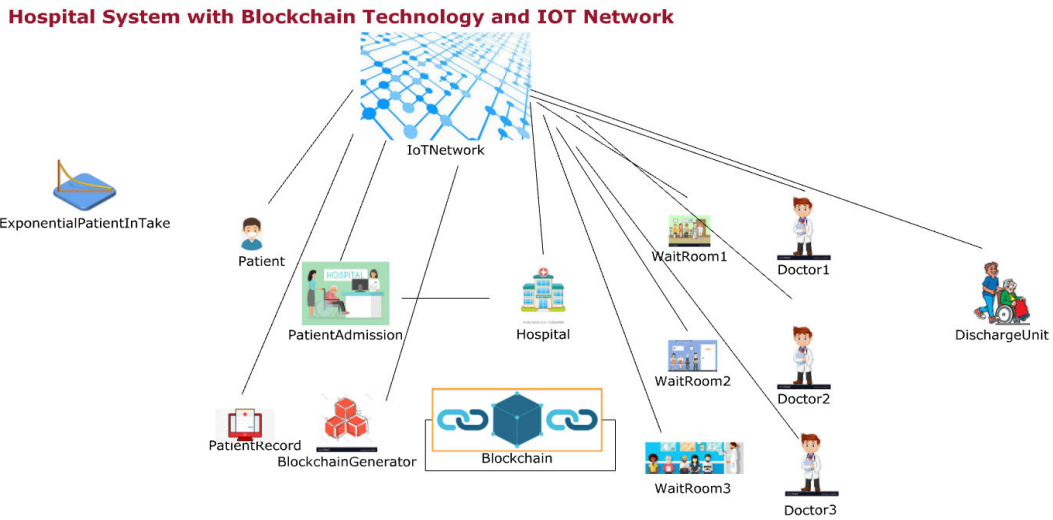 Hospital System with Blockchain Technology and IOT Network
IoTNetwork
ExponentialPatientInTake
Patient
HOSPITAL
PatientAdmission
Hospital
WaitRoom1
Doctor1
DischargeUnit
WaitRoom2
Doctor2
PatientRecord
BlockchainGenerator
Blockchain
WaitRoom3
Doctor3